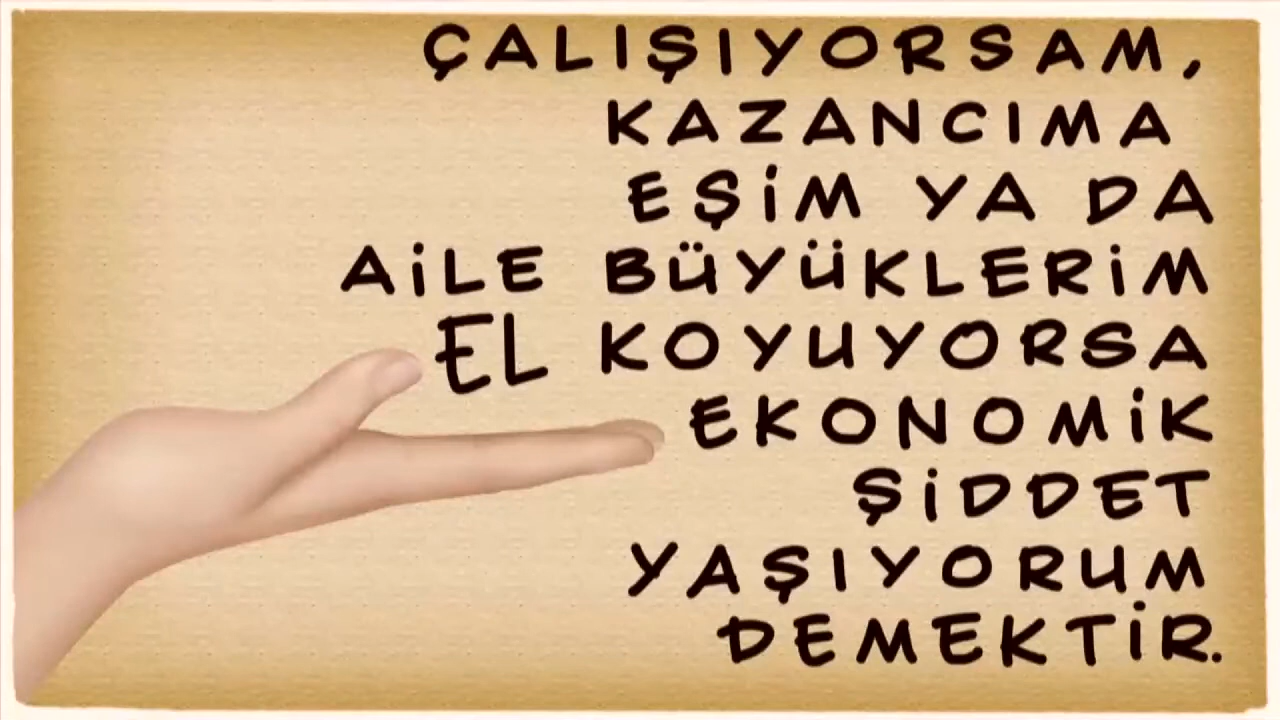 ÇALIŞIYORSAM,
KAZANCIMA
EŞİM YA DA
AİLE BÜYÜKLERİM
EL KOYUYORSA
EKONOMİK
ŞİDDET
YAŞIYORUM
DEMEKTİR.